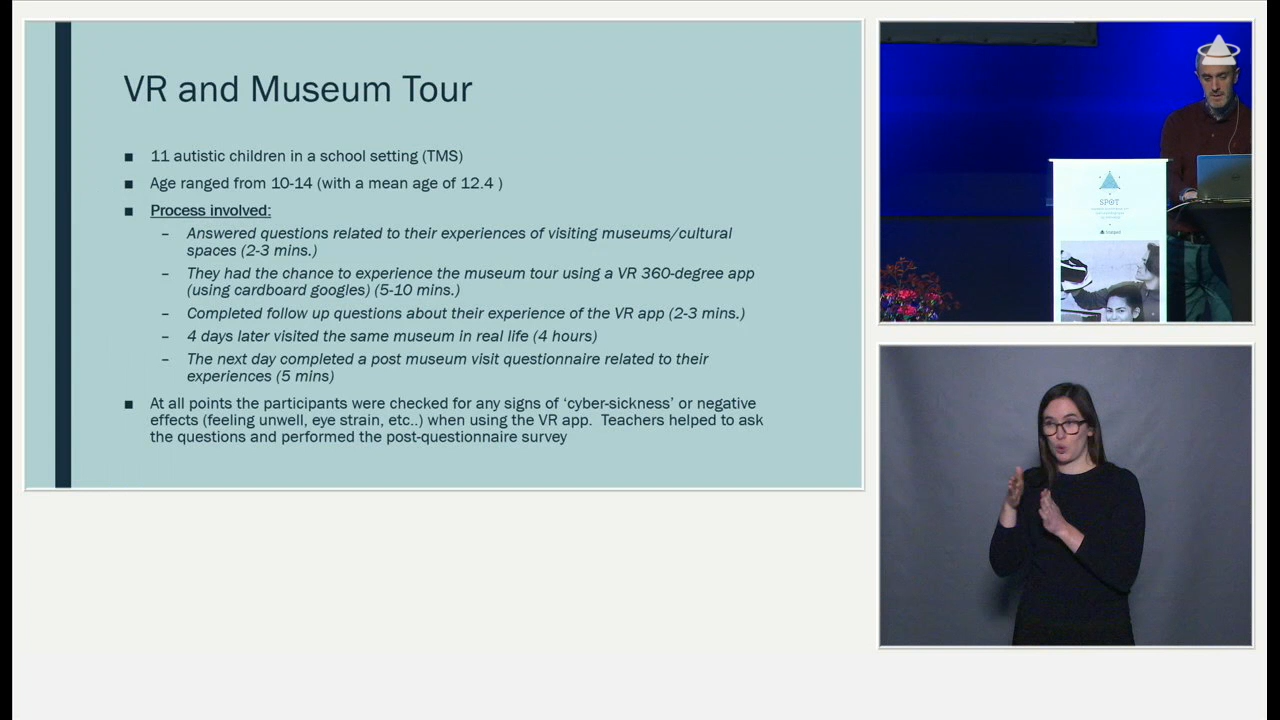 VR and Museum Tour
■ 11 autistic children in a school setting (TMS)
■ Age ranged from 10-14 (with a mean age of 12.4 )
■ Process involved:
– Answered questions related to their experiences of visiting museums/cultural
spaces (2-3 mins.)
– They had the chance to experience the museum tour using a VR 360-degree app
(using cardboard googles) (5-10 mins.)
– Completed follow up questions about their experience of the VR app (2-3 mins.)
– 4 days later visited the same museum in real life (4 hours)
– The next day completed a post museum visit questionnaire related to their
experiences (5 mins)
■ At all points the participants were checked for any signs of ‘cyber-sickness’ or negative
effects (feeling unwell, eye strain, etc..) when using the VR app.  Teachers helped to ask
the questions and performed the post-questionnaire survey
SPOT